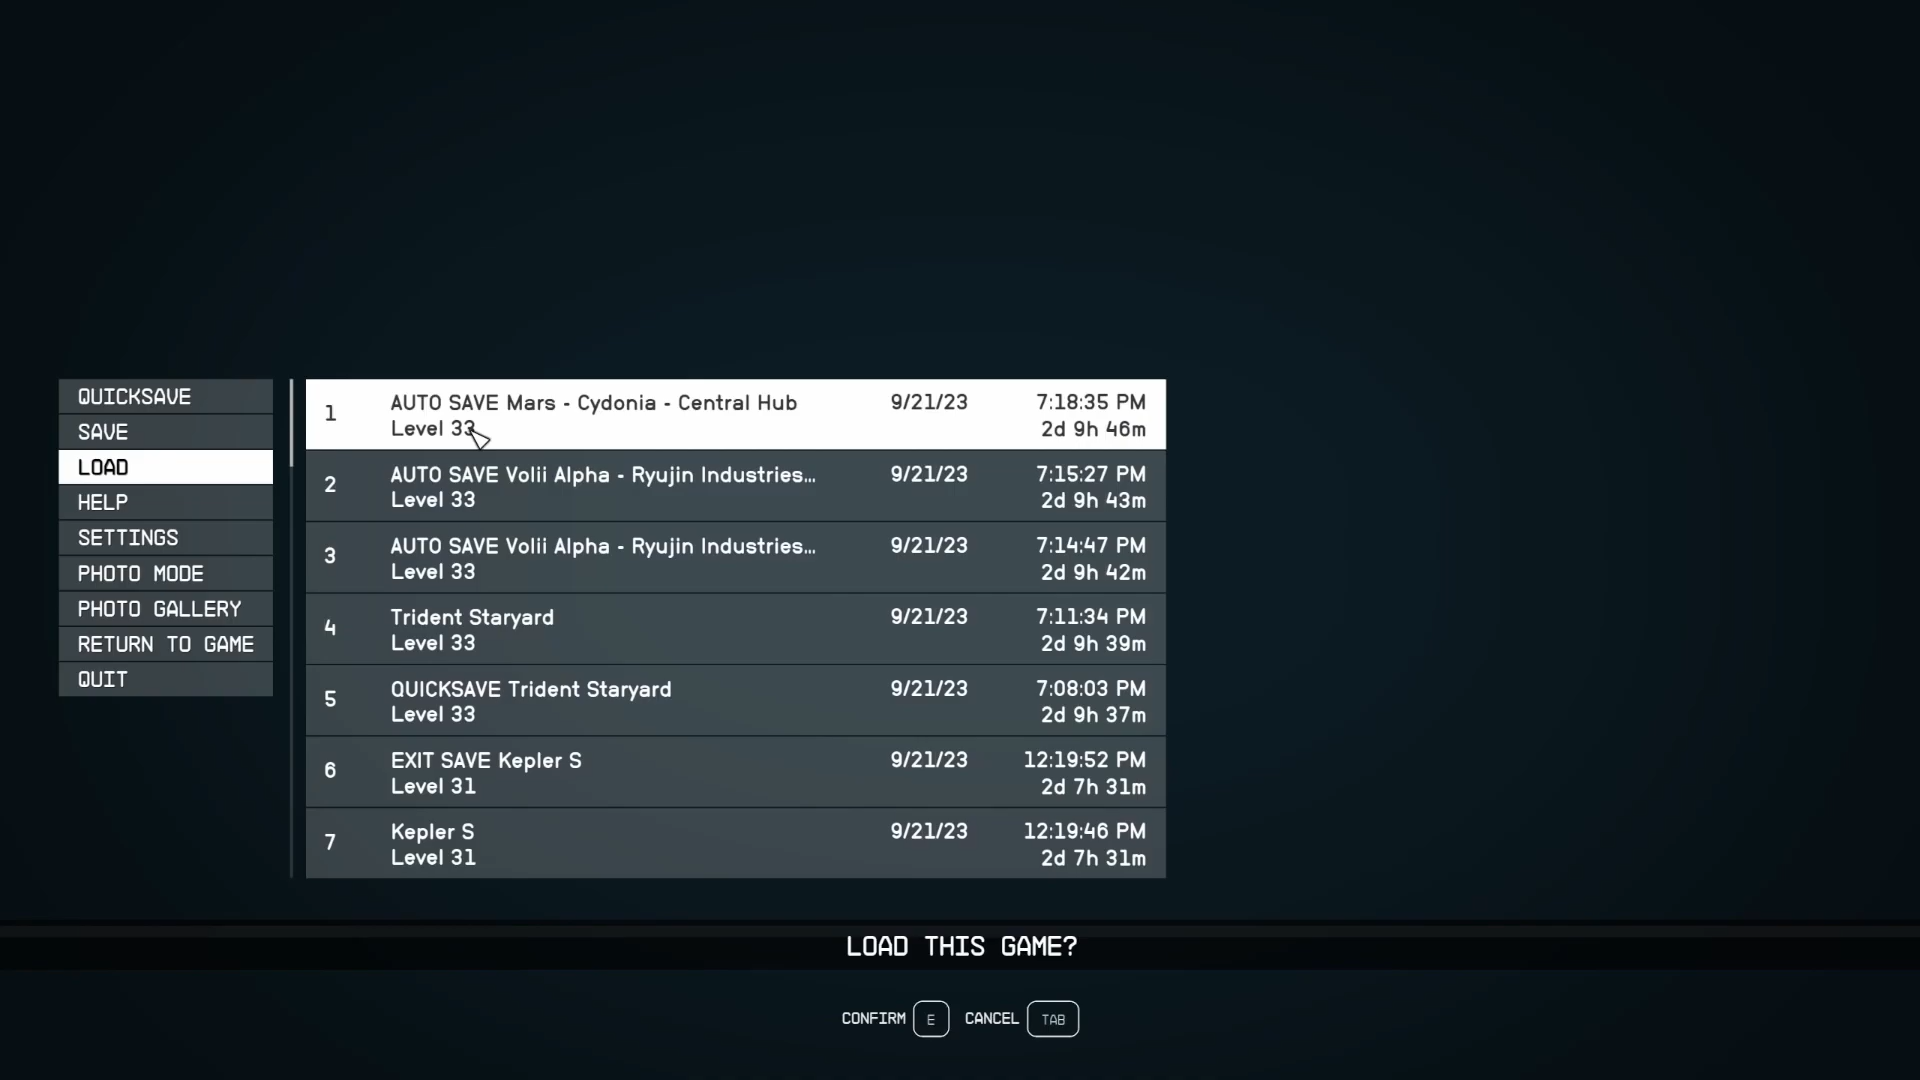 QUICKSAVE
SAVE
LOAD
HELP
SETTINGS
PHOTO MODE
PHOTO GALLERY
RETURN TO GAME
QUIT
1 AUTO SAVE Mars - Cydonia - Central Hub 9/21/23 7:18:35 PM
Level 33 2d 9h 46m
2 AUTO SAVE Volii Alpha - Ryujin Industries... 9/21/23 7:15:27 PM
Level 33 2d 9h 43m
3 AUTO SAVE Volii Alpha - Ryujin Industries... 9/21/23 7:14:47 PM
Level 33 2d 9h 42m
4 Trident Staryard 9/21/23 7:11:34 PM
Level 33 2d 9h 39m
5 QUICKSAVE Trident Staryard 9/21/23 7:08:03 PM
Level 33 2d 9h 37m
6 EXIT SAVE Kepler S 9/21/23 12:19:52 PM
Level 31 2d 7h 31m
7 Kepler S 9/21/23 12:19:46 PM
Level 31 2d 7h 31m
LOAD THIS GAME?
CONFIRM E CANCEL TAB